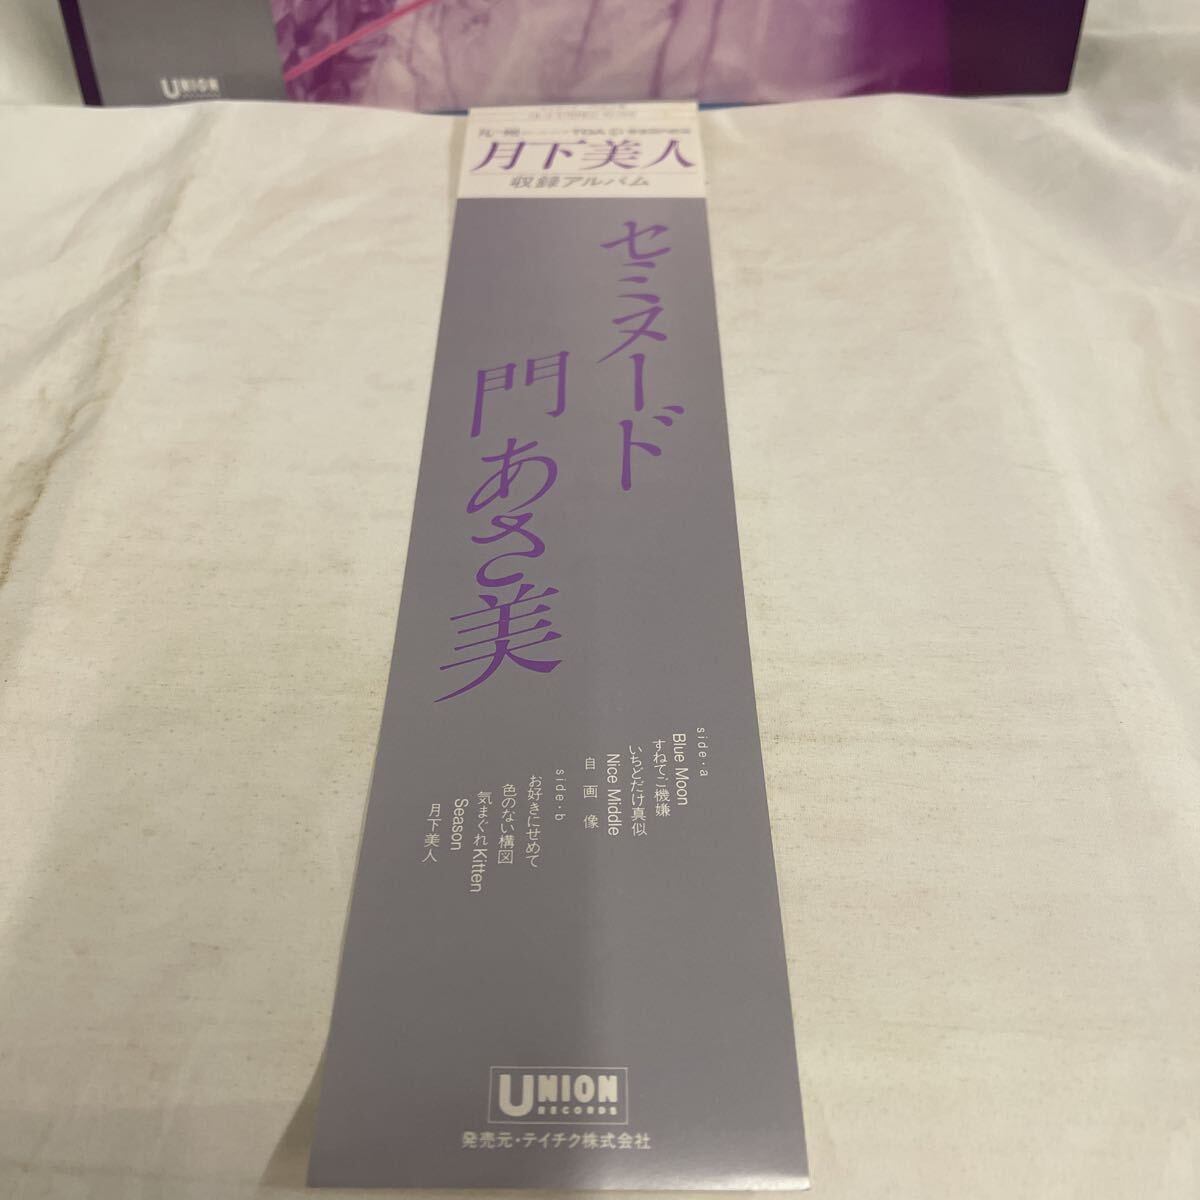 UNION
月下美人
収録アルバム
セミヌード
門あさ美
side・a
Blue Moon
すねてご機嫌
いちどだけ真似
Nice Middle
自画像
side・b
お好きにせめて
色のない構図
気まぐれKitten
Season
月下美人
UNION
RECORDS
発売元・テイチク株式会社